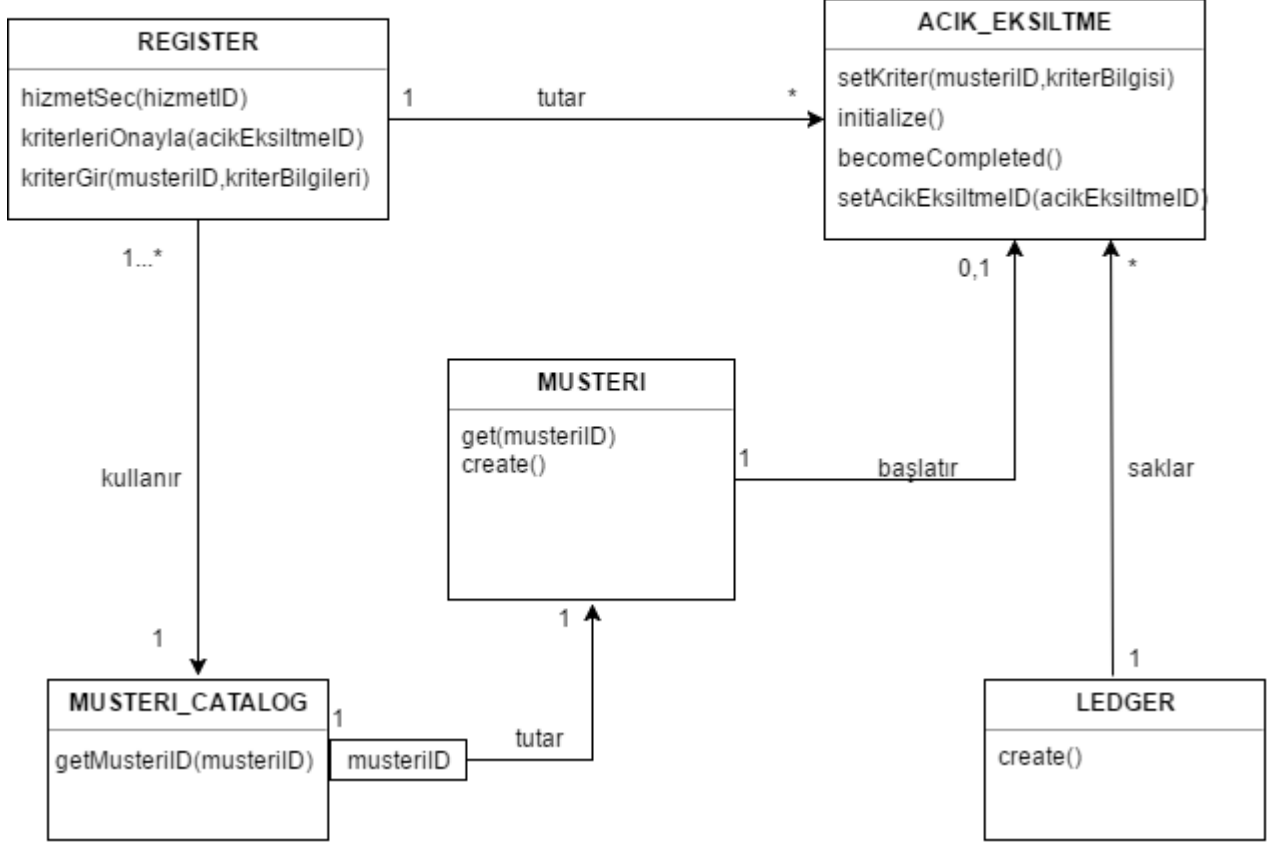 REGISTER
hizmetSec(hizmetID)
kriterleriOnayla(acikEksiltmeID)
kriterGir(musteriID,kriterBilgileri)
1
tutar
*
ACIK_EKSILTME
setKriter(musteriID,kriterBilgisi)
initialize()
becomeCompleted()
setAcikEksiltmeID(acikEksiltmeID)
1...*
0,1
*
MUSTERI
get(musteriID)
create()
1
başlatır
saklar
kullanır
1
1
1
MUSTERI_CATALOG
getMusteriID(musteriID)
1
musteriID
tutar
LEDGER
create()